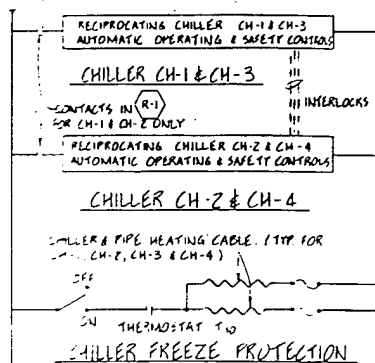 RECIPROCATING CHILLER CH-1 & CH-3
AUTOMATIC OPERATING & SAFETY CONTROLS
CHILLER CH-1 & CH-3
CONTACTS IN R-1
FOR CH-1 & CH-2 ONLY
INTERLOCKS
RECIPROCATING CHILLER CH-2 & CH-4
AUTOMATIC OPERATING & SAFETY CONTROLS
CHILLER CH-2 & CH-4
CHILLER & PIPE HEATING CABLE. (TYP. FOR
CH-2, CH-3 & CH-4)
OFF
ON
THERMOSTAT T10
CHILLER FREEZE PROTECTION